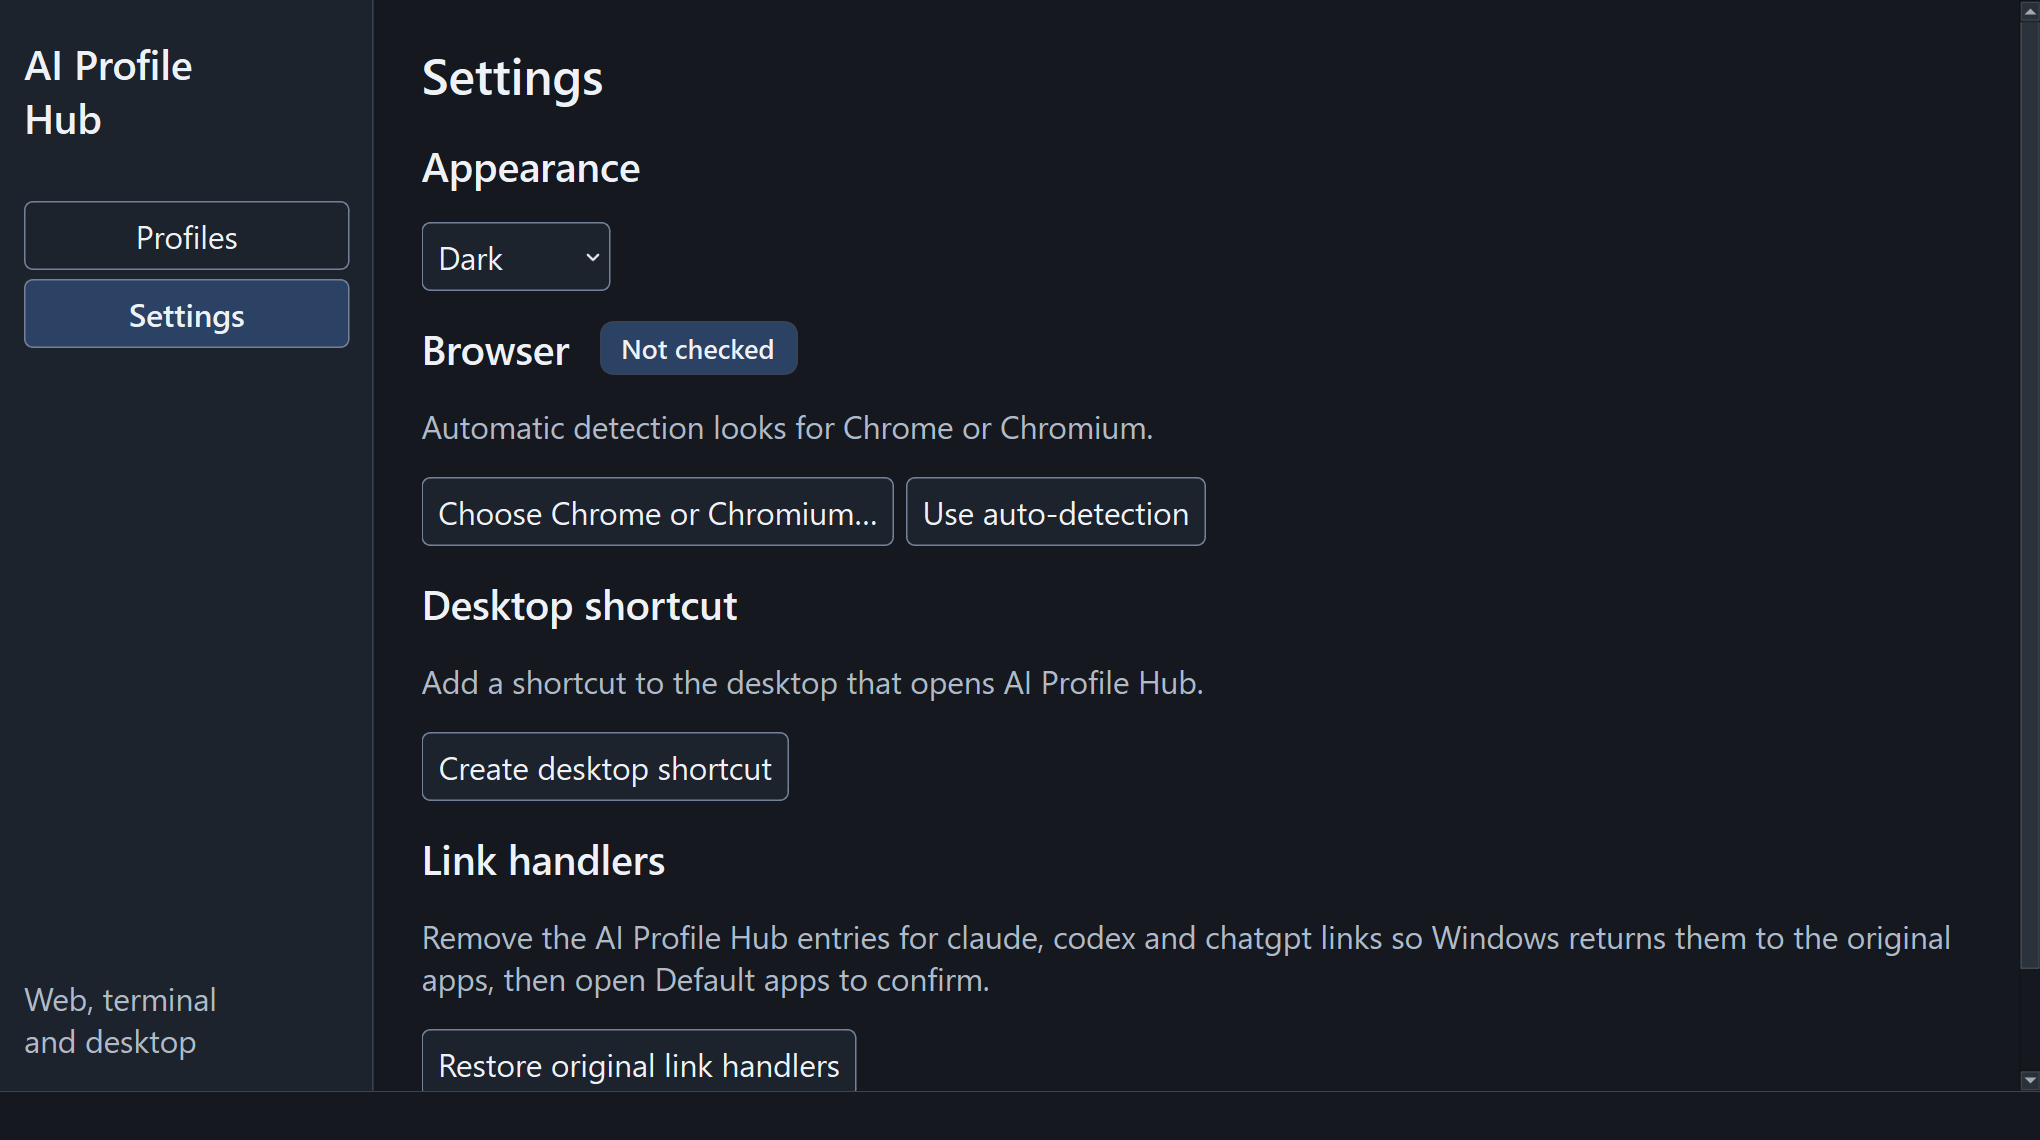 AI Profile
Hub
Profiles
Settings
Web, terminal
and desktop
Settings
Appearance
Dark
Browser
Not checked
Automatic detection looks for Chrome or Chromium.
Choose Chrome or Chromium...
Use auto-detection
Desktop shortcut
Add a shortcut to the desktop that opens AI Profile Hub.
Create desktop shortcut
Link handlers
Remove the AI Profile Hub entries for claude, codex and chatgpt links so Windows returns them to the original
apps, then open Default apps to confirm.
Restore original link handlers